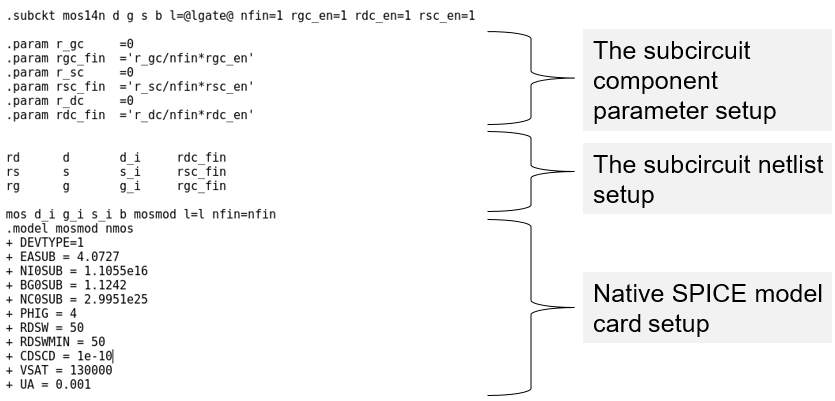 .subckt mos14n d g s b l=@lgate@ nfin=1 rgc_en=1 rdc_en=1 rsc_en=1
.param r_gc =0
.param rgc_fin ='r_gc/nfin*rgc_en'
.param r_sc =0
.param rsc_fin ='r_sc/nfin*rsc_en'
.param r_dc =0
.param rdc_fin ='r_dc/nfin*rdc_en'
The subcircuit
component
parameter setup
rd d d_i rdc_fin
rs s s_i rsc_fin
rg g g_i rgc_fin
The subcircuit netlist
setup
mos d_i g_i s_i b mosmod l=l nfin=nfin
.model mosmod nmos
+ DEVTYPE=1
+ EASUB = 4.0727
+ NI0SUB = 1.1055e16
+ BG0SUB = 1.1242
+ NC0SUB = 2.9951e25
+ PHIG = 4
+ RDSW = 50
+ RDSWMIN = 50
+ CDSCD = 1e-10
+ VSAT = 130000
+ UA = 0.001
Native SPICE model
card setup